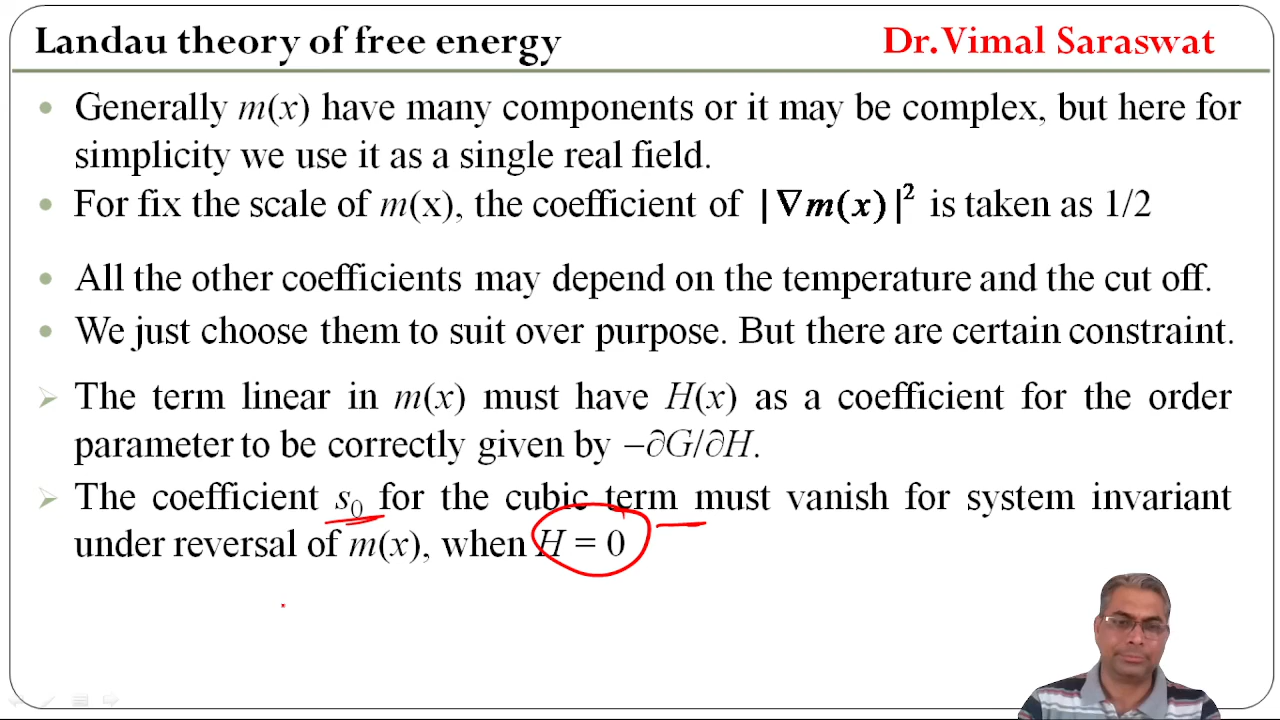 Landau theory of free energy
Dr.Vimal Saraswat
• Generally m(x) have many components or it may be complex, but here for
simplicity we use it as a single real field.
• For fix the scale of m(x), the coefficient of |∇m(x)|² is taken as 1/2
• All the other coefficients may depend on the temperature and the cut off.
• We just choose them to suit over purpose. But there are certain constraint.
➢ The term linear in m(x) must have H(x) as a coefficient for the order
parameter to be correctly given by −∂G/∂H.
➢ The coefficient s₀ for the cubic term must vanish for system invariant
under reversal of m(x), when H = 0